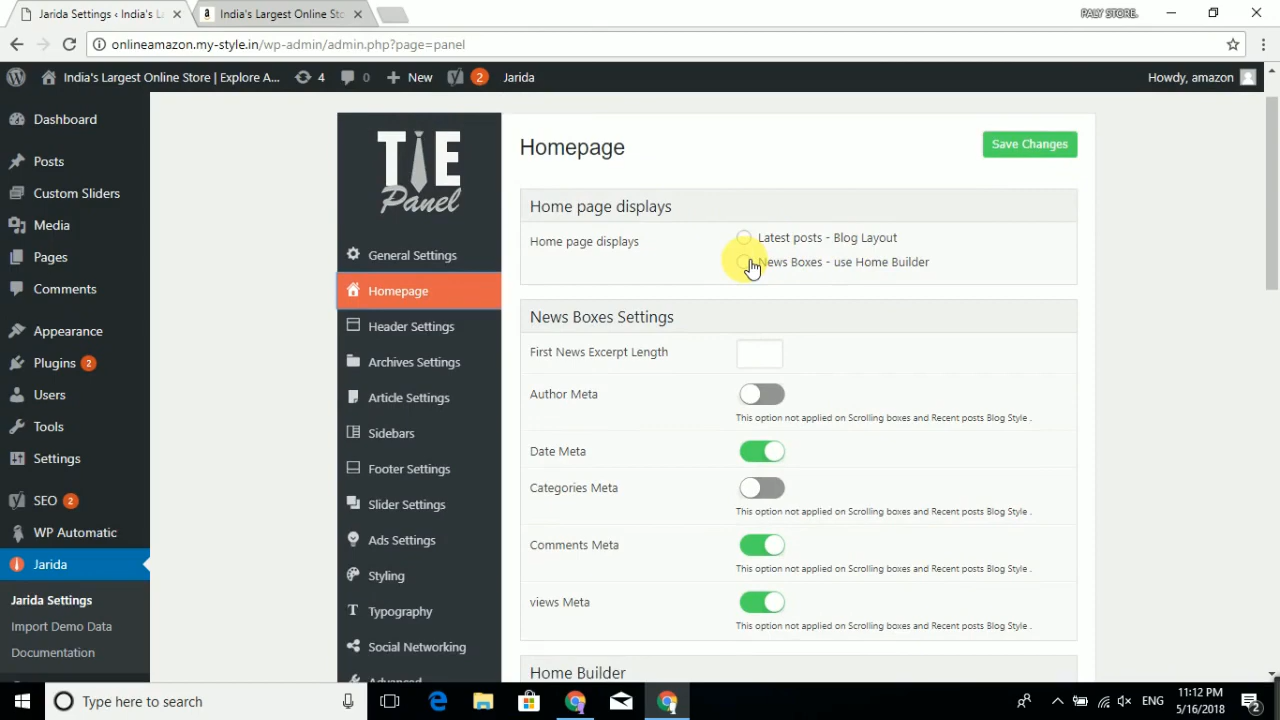 Jarida Settings ‹ India's L
India's Largest Online Sto
PALY STORE.
onlineamazon.my-style.in/wp-admin/admin.php?page=panel
India's Largest Online Store | Explore A...
4
0
New
2
Jarida
Howdy, amazon
Dashboard
Posts
Custom Sliders
Media
Pages
Comments
Appearance
Plugins 2
Users
Tools
Settings
SEO 2
WP Automatic
Jarida
Jarida Settings
Import Demo Data
Documentation
TIE
Panel
General Settings
Homepage
Header Settings
Archives Settings
Article Settings
Sidebars
Footer Settings
Slider Settings
Ads Settings
Styling
Typography
Social Networking
Advanced
Homepage
Save Changes
Home page displays
Home page displays
Latest posts - Blog Layout
News Boxes - use Home Builder
News Boxes Settings
First News Excerpt Length
Author Meta
This option not applied on Scrolling boxes and Recent posts Blog Style .
Date Meta
Categories Meta
This option not applied on Scrolling boxes and Recent posts Blog Style .
Comments Meta
This option not applied on Scrolling boxes and Recent posts Blog Style .
views Meta
This option not applied on Scrolling boxes and Recent posts Blog Style .
Home Builder
Type here to search
ENG
11:12 PM
5/16/2018
2